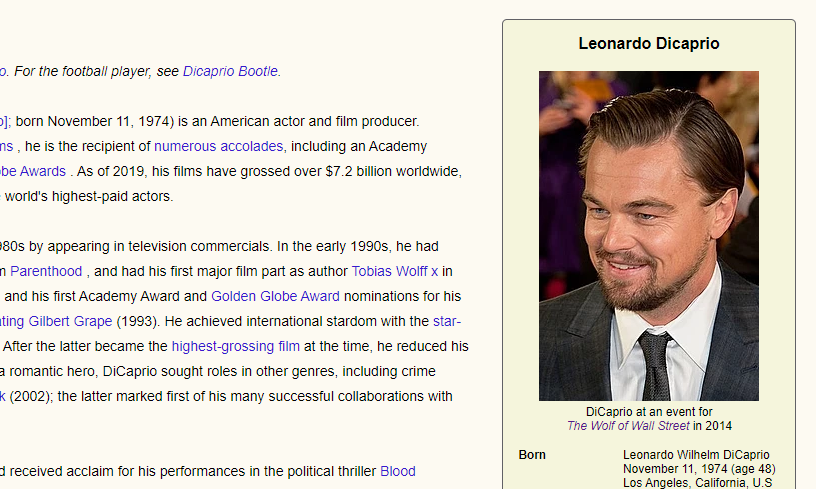 o. For the football player, see Dicaprio Bootle.
o]; born November 11, 1974) is an American actor and film producer.
ms , he is the recipient of numerous accolades, including an Academy
obe Awards . As of 2019, his films have grossed over $7.2 billion worldwide,
world's highest-paid actors.
980s by appearing in television commercials. In the early 1990s, he had
m Parenthood , and had his first major film part as author Tobias Wolff x in
and his first Academy Award and Golden Globe Award nominations for his
ating Gilbert Grape (1993). He achieved international stardom with the star-
After the latter became the highest-grossing film at the time, he reduced his
a romantic hero, DiCaprio sought roles in other genres, including crime
k (2002); the latter marked first of his many successful collaborations with
d received acclaim for his performances in the political thriller Blood
Leonardo Dicaprio
DiCaprio at an event for
The Wolf of Wall Street in 2014
Born Leonardo Wilhelm DiCaprio
November 11, 1974 (age 48)
Los Angeles, California, U.S